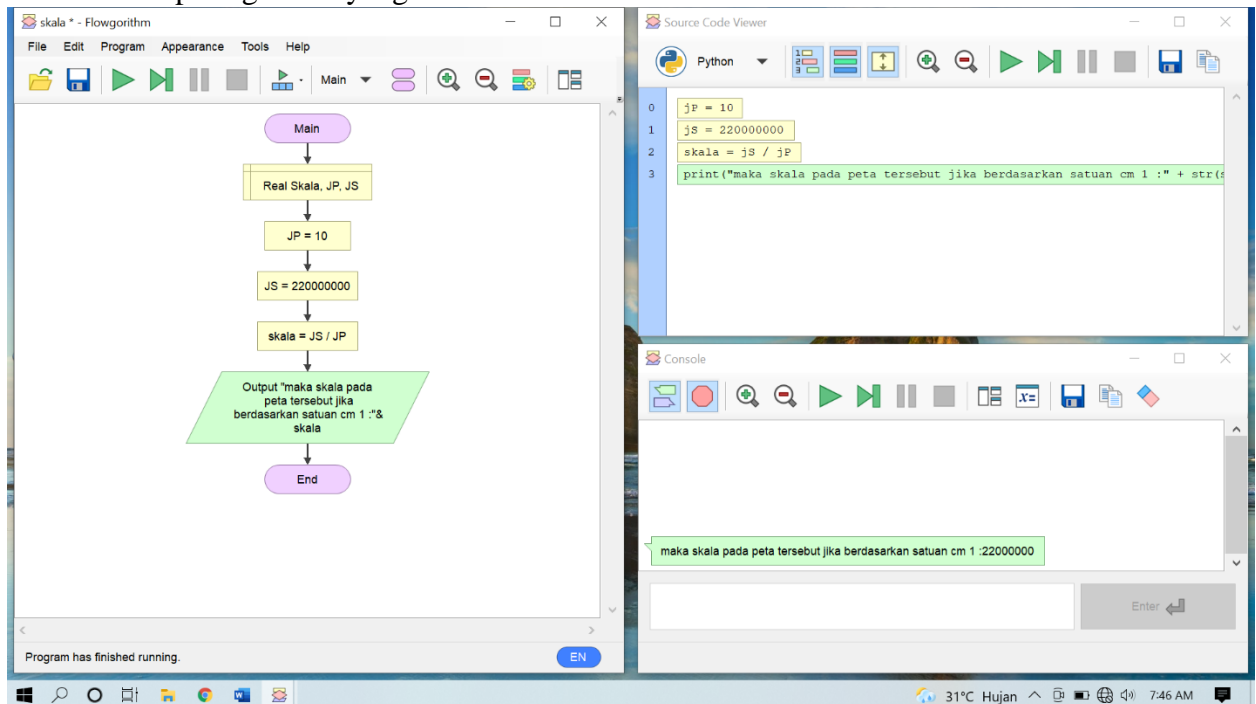 skala * - Flowgorithm
File Edit Program Appearance Tools Help
Main
Main
Real Skala, JP, JS
JP = 10
JS = 220000000
skala = JS / JP
Output "maka skala pada
peta tersebut jika
berdasarkan satuan cm 1 :"&
skala
End
Program has finished running.
EN
Source Code Viewer
Python
0 jP = 10
1 jS = 220000000
2 skala = jS / jP
3 print("maka skala pada peta tersebut jika berdasarkan satuan cm 1 :" + str(s
Console
x=
maka skala pada peta tersebut jika berdasarkan satuan cm 1 :22000000
Enter
31°C Hujan
7:46 AM